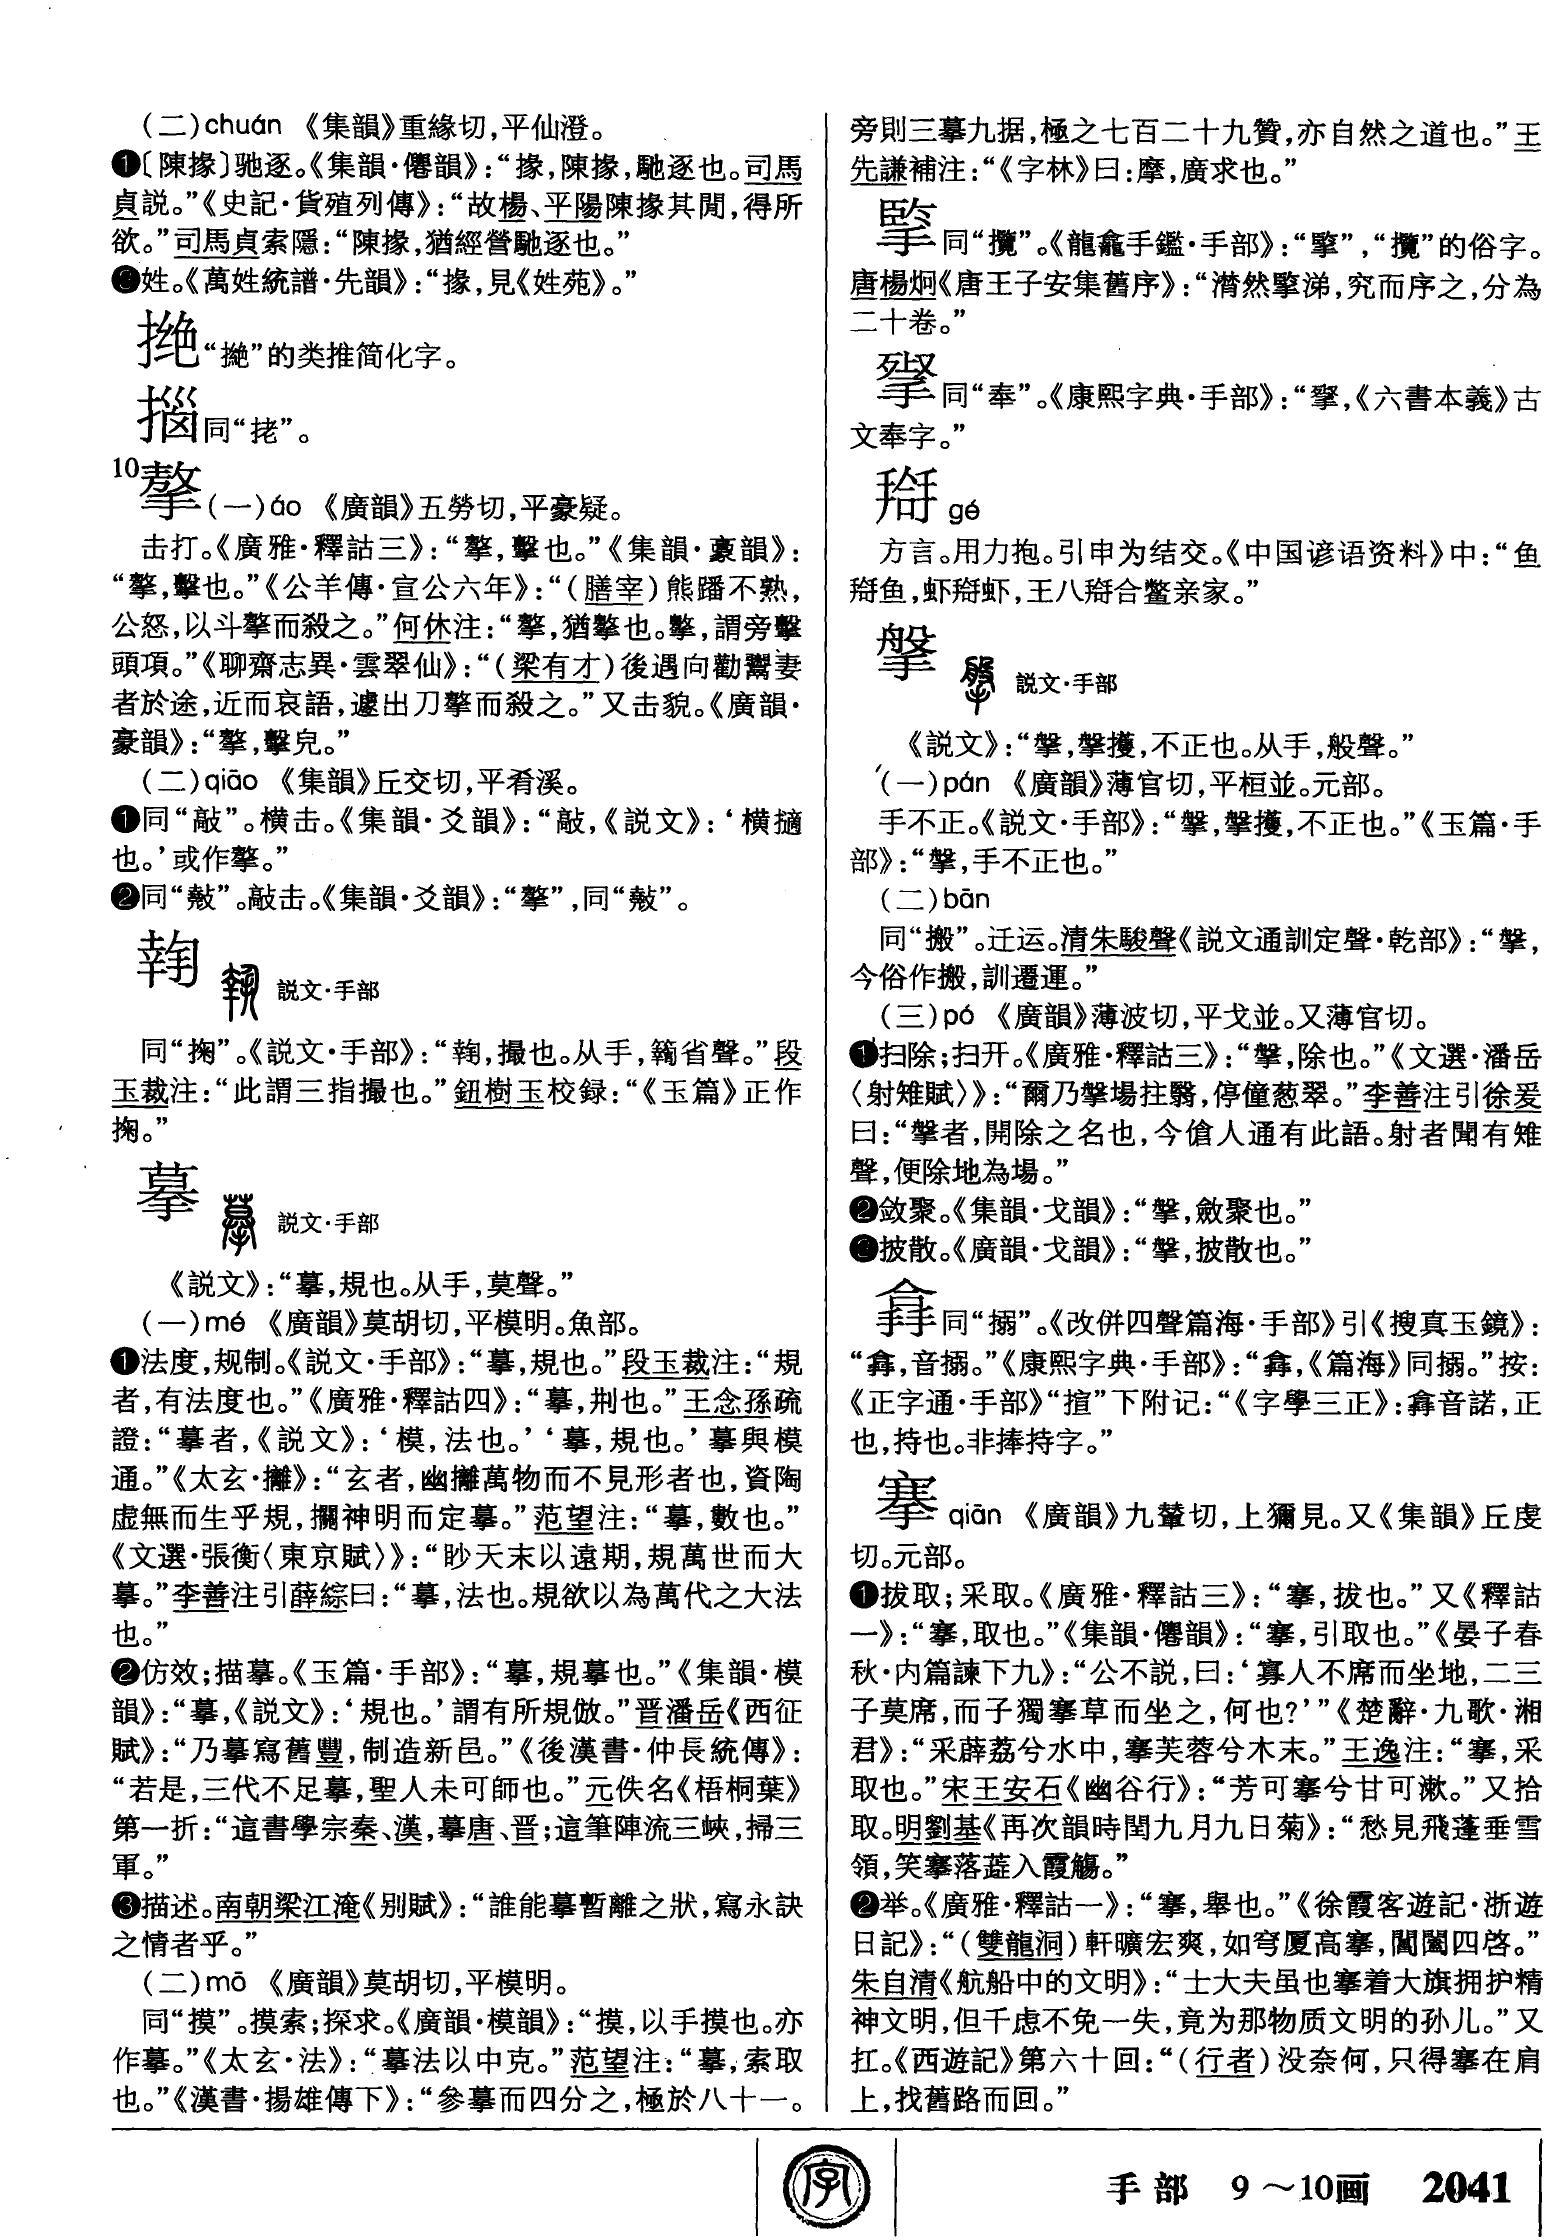 (二)chuán 《集韻》重緣切,平仙澄。
❶〔陳掾〕驰逐。《集韻·僊韻》:“掾,陳掾,馳逐也。司馬
貞説。”《史記·貨殖列傳》:“故楊、平陽陳掾其閒,得所
欲。”司馬貞索隱:“陳掾,猶經營馳逐也。”
❸姓。《萬姓統譜·先韻》:“掾,見《姓苑》。”
“撧”的类推简化字。
同“㧯”。
10 摮(一)áo 《廣韻》五勞切,平豪疑。
击打。《廣雅·釋詁三》:“摮,擊也。”《集韻·豪韻》:
“摮,擊也。”《公羊傳·宣公六年》:“(膳宰)熊蹯不熟,
公怒,以斗摮而殺之。”何休注:“摮,猶擊也。摮,謂旁擊
頭項。”《聊齋志異·雲翠仙》:“(梁有才)後遇向勸鬻妻
者於途,近而哀語,遽出刀摮而殺之。”又击貌。《廣韻·
豪韻》:“摮,擊皃。”
(二)qiāo 《集韻》丘交切,平肴溪。
❶同“敲”。横击。《集韻·爻韻》:“敲,《説文》:‘横擿
也。’或作摮。”
❷同“㪣”。敲击。《集韻·爻韻》:“摮”,同“㪣”。
説文·手部
同“掬”。《説文·手部》:“𢮃,撮也。从手,籋省聲。”段
玉裁注:“此謂三指撮也。”鈕樹玉校録:“《玉篇》正作
掬。”
摹 説文·手部
《説文》:“摹,規也。从手,莫聲。”
(一)mé 《廣韻》莫胡切,平模明。魚部。
❶法度,规制。《説文·手部》:“摹,規也。”段玉裁注:“規
者,有法度也。”《廣雅·釋詁四》:“摹,刑也。”王念孫疏
證:“摹者,《説文》:‘模,法也。’‘摹,規也。’摹與模
通。”《太玄·攡》:“玄者,幽攡萬物而不見形者也,資陶
虚無而生乎規,攔神明而定摹。”范望注:“摹,數也。”
《文選·張衡〈東京賦〉》:“眇天末以遠期,規萬世而大
摹。”李善注引薛綜曰:“摹,法也。規欲以為萬代之大法
也。”
❷仿效;描摹。《玉篇·手部》:“摹,規摹也。”《集韻·模
韻》:“摹,《説文》:‘規也。’謂有所規倣。”晋潘岳《西征
賦》:“乃摹寫舊豐,制造新邑。”《後漢書·仲長統傳》:
“若是,三代不足摹,聖人未可師也。”元佚名《梧桐葉》
第一折:“這書學宗秦、漢,摹唐、晋;這筆陣流三峽,掃三
軍。”
❸描述。南朝梁江淹《别賦》:“誰能摹暫離之狀,寫永訣
之情者乎。”
(二)mō 《廣韻》莫胡切,平模明。
同“摸”。摸索;探求。《廣韻·模韻》:“摸,以手摸也。亦
作摹。”《太玄·法》:“摹法以中克。”范望注:“摹,索取
也。”《漢書·揚雄傳下》:“參摹而四分之,極於八十一。
旁則三摹九据,極之七百二十九贊,亦自然之道也。”王
先謙補注:“《字林》曰:摩,廣求也。”
掔同“攬”。《龍龕手鑑·手部》:“㨉”,“攬”的俗字。
唐楊炯《唐王子安集舊序》:“潸然㨉涕,究而序之,分為
二十卷。”
同“奉”。《康熙字典·手部》:“,《六書本義》古
文奉字。”
搿 gé
方言。用力抱。引申为结交。《中国谚语资料》中:“鱼
搿鱼,虾搿虾,王八搿合鳖亲家。”
搫 説文·手部
《説文》:“搫,搫擭,不正也。从手,般聲。”
(一)pán 《廣韻》薄官切,平桓並。元部。
手不正。《説文·手部》:“搫,搫擭,不正也。”《玉篇·手
部》:“搫,手不正也。”
(二)bān
同“搬”。迁运。清朱駿聲《説文通訓定聲·乾部》:“搫,
今俗作搬,訓遷運。”
(三)pó 《廣韻》薄波切,平戈並。又薄官切。
❶扫除;扫开。《廣雅·釋詁三》:“搫,除也。”《文選·潘岳
〈射雉賦〉》:“爾乃搫場拄翳,停僮葱翠。”李善注引徐爰
曰:“搫者,開除之名也,今傖人通有此語。射者聞有雉
聲,便除地為場。”
❷敛聚。《集韻·戈韻》:“搫,斂聚也。”
❸披散。《廣韻·戈韻》:“搫,披散也。”
同“搦”。《改併四聲篇海·手部》引《搜真玉鏡》:
“,音搦。”《康熙字典·手部》:“,《篇海》同搦。”按:
《正字通·手部》“揎”下附记:“《字學三正》:音諾,正
也,持也。非捧持字。”
搴 qiān 《廣韻》九輦切,上獮見。又《集韻》丘虔
切。元部。
❶拔取;采取。《廣雅·釋詁三》:“搴,拔也。”又《釋詁
一》:“搴,取也。”《集韻·僊韻》:“搴,引取也。”《晏子春
秋·内篇諫下九》:“公不説,曰:‘寡人不席而坐地,二三
子莫席,而子獨搴草而坐之,何也?’”《楚辭·九歌·湘
君》:“采薜荔兮水中,搴芙蓉兮木末。”王逸注:“搴,采
取也。”宋王安石《幽谷行》:“芳可搴兮甘可漱。”又拾
取。明劉基《再次韻時閏九月九日菊》:“愁見飛蓬垂雪
領,笑搴落蕋入霞觴。”
❷举。《廣雅·釋詁一》:“搴,舉也。”《徐霞客遊記·浙遊
日記》:“(雙龍洞)軒曠宏爽,如穹厦高搴,閶闔四啓。”
朱自清《航船中的文明》:“士大夫虽也搴着大旗拥护精
神文明,但千虑不免一失,竟为那物质文明的孙儿。”又
扛。《西遊記》第六十回:“(行者)没奈何,只得搴在肩
上,找舊路而回。”
字
手部 9～10画 2041